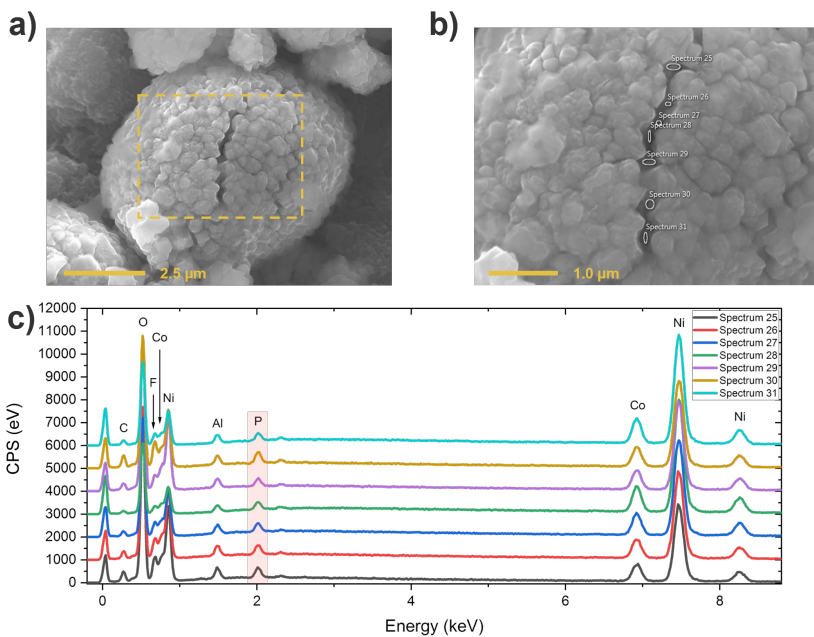 a)
b)
2.5 µm
Spectrum 25
Spectrum 26
Spectrum 27
Spectrum 28
Spectrum 29
Spectrum 30
Spectrum 31
1.0 µm
c)
CPS (eV)
12000
11000
10000
9000
8000
7000
6000
5000
4000
3000
2000
1000
0
O
Co
F
Ni
C
Al
P
Co
Ni
Ni
Spectrum 25
Spectrum 26
Spectrum 27
Spectrum 28
Spectrum 29
Spectrum 30
Spectrum 31
0 2 4 6 8
Energy (keV)